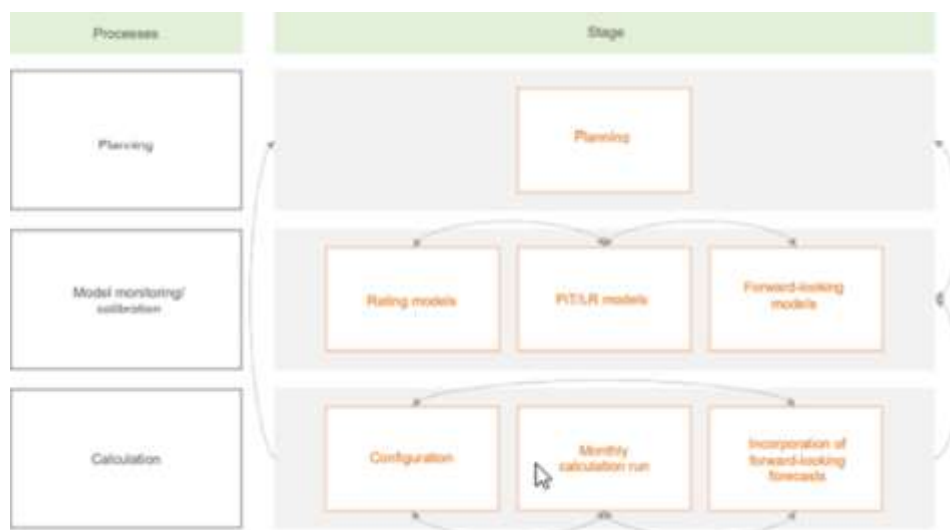 Processes
Stage
Planning
Planning
Model monitoring/
calibration
Rating models
PiT/LR models
Forward-looking
models
Calculation
Configuration
Monthly
calculation run
Incorporation of
forward-looking
forecasts